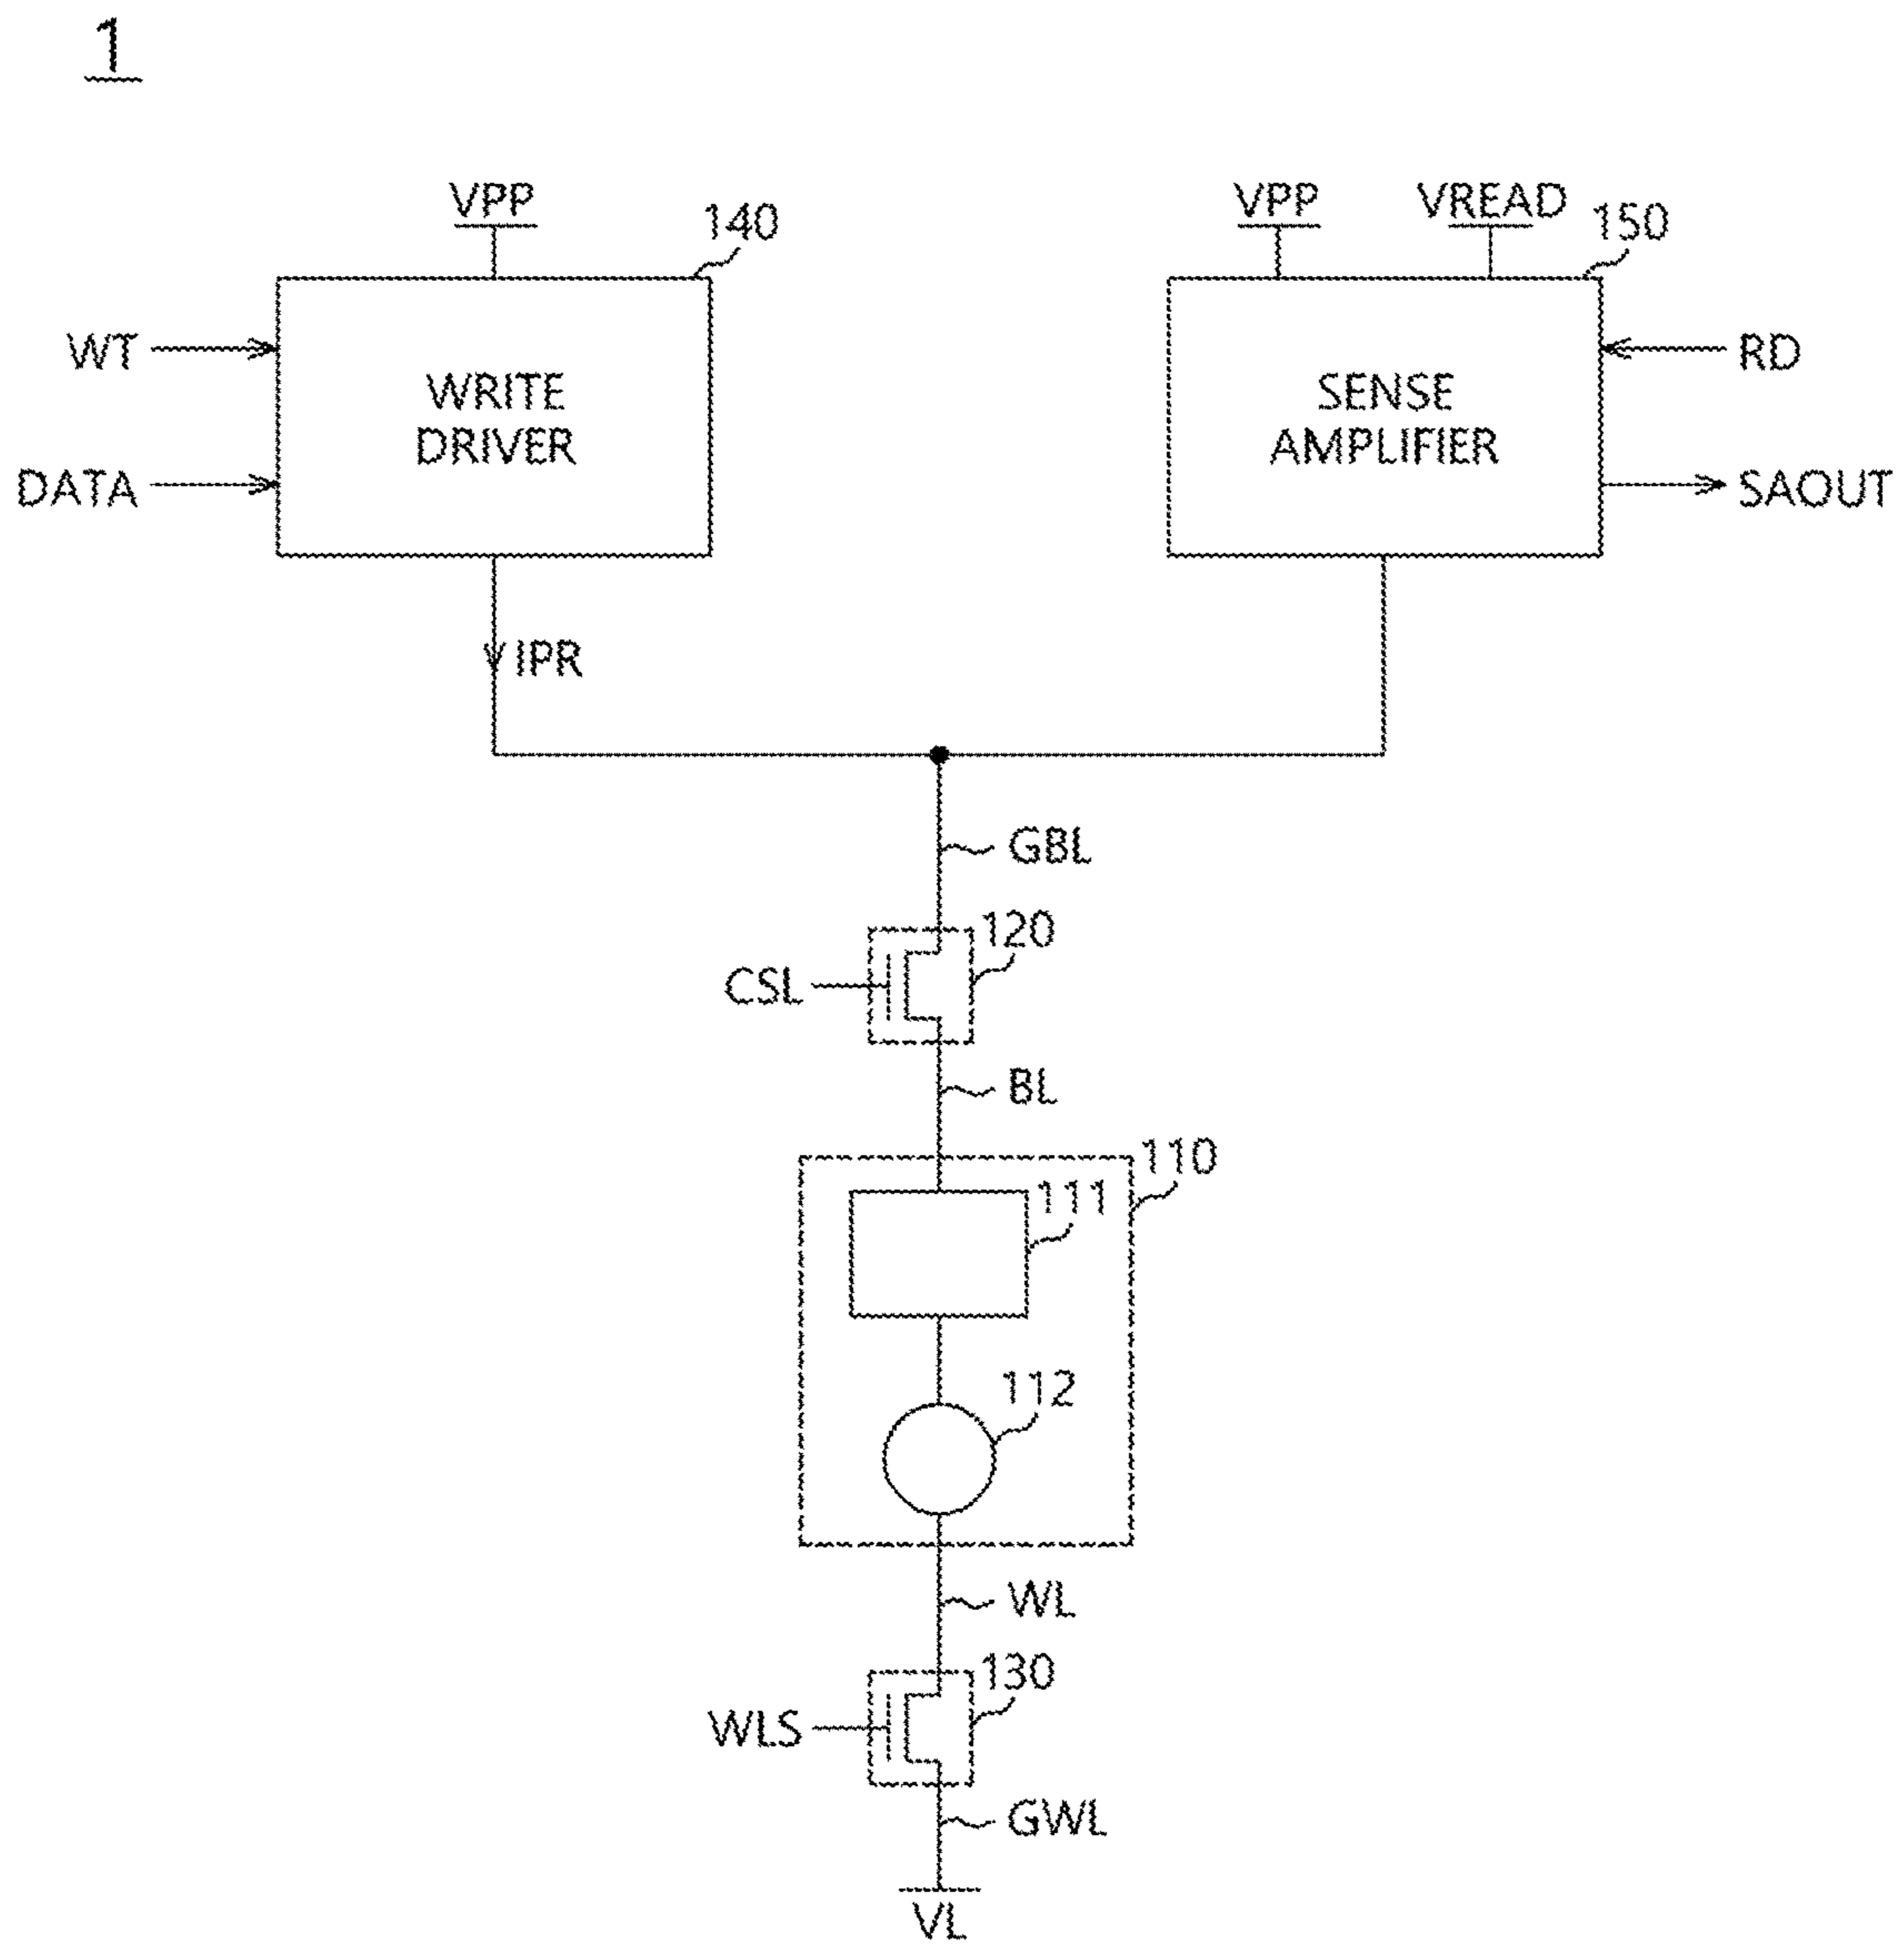 1
VPP
140
VPP
VREAD
150
WT
WRITE
DRIVER
DATA
SENSE
AMPLIFIER
RD
SAOUT
IPR
GBL
120
CSL
BL
110
111
112
WL
130
WLS
GWL
VL